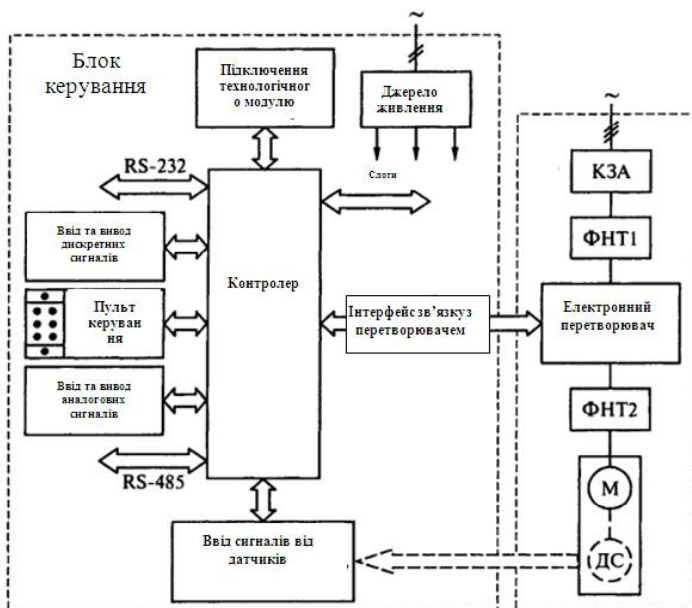 Блок
керування
Підключення
технологічног
о модулю
~
Джерело
живлення
RS-232
Слоти
Ввід та вивод
дискретних
сигналів
Пульт
керуван
ня
Ввід та вивод
аналогових
сигналів
RS-485
Контролер
Інтерфейс зв’язкуз
перетворювачем
Ввід сигналів від
датчиків
~
КЗА
ФНТ1
Електронний
перетворювач
ФНТ2
М
ДС